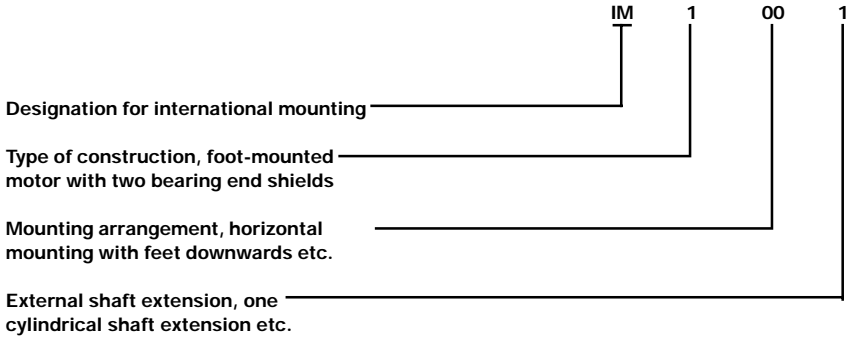 IM 1 00 1
Designation for international mounting
Type of construction, foot-mounted
motor with two bearing end shields
Mounting arrangement, horizontal
mounting with feet downwards etc.
External shaft extension, one
cylindrical shaft extension etc.